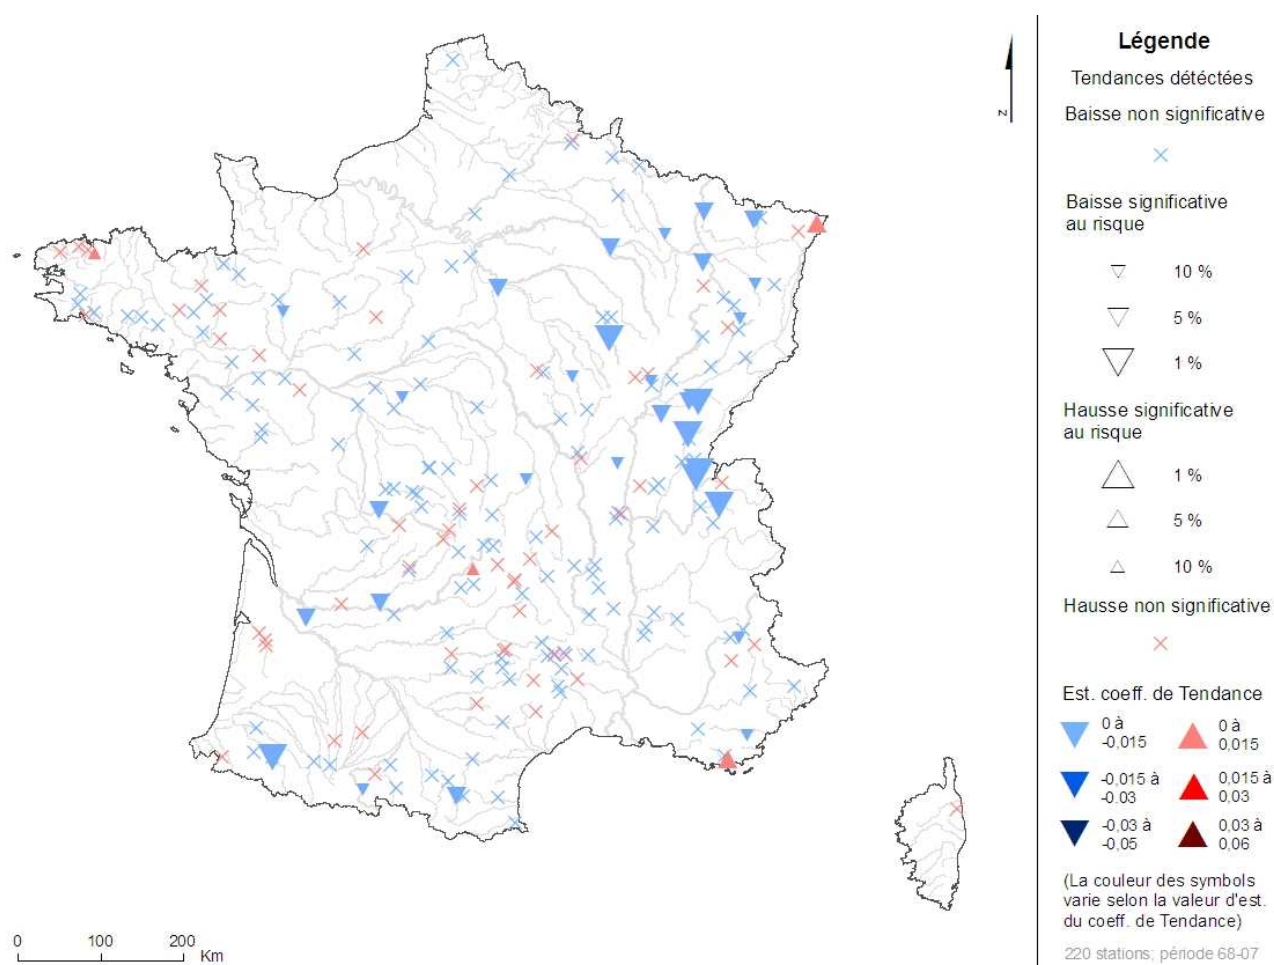 z
Légende
Tendances détéctées
Baisse non significative
Baisse significative
au risque
10 %
5 %
1 %
Hausse significative
au risque
1 %
5 %
10 %
Hausse non significative
Est. coeff. de Tendance
0 à
-0.015
0 à
0.015
-0,015 à
-0.03
0,015 à
0,03
-0,03 à
-0,05
0,03 à
0,06
(La couleur des symbols
varie selon la valeur d'est.
du coeff. de Tendance)
220 stations; période 68-07
0 100 200
Km